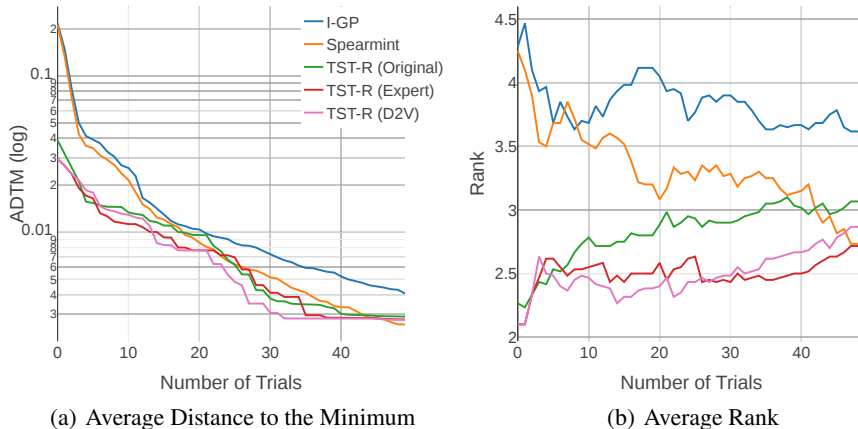 I-GP
Spearmint
TST-R (Original)
TST-R (Expert)
TST-R (D2V)
ADTM (log)
2
0.1
9
8
7
6
5
4
3
2
0.01
9
8
7
6
5
4
3
0 10 20 30 40
Number of Trials
(a) Average Distance to the Minimum
Rank
4.5
4
3.5
3
2.5
2
0 10 20 30 40
Number of Trials
(b) Average Rank